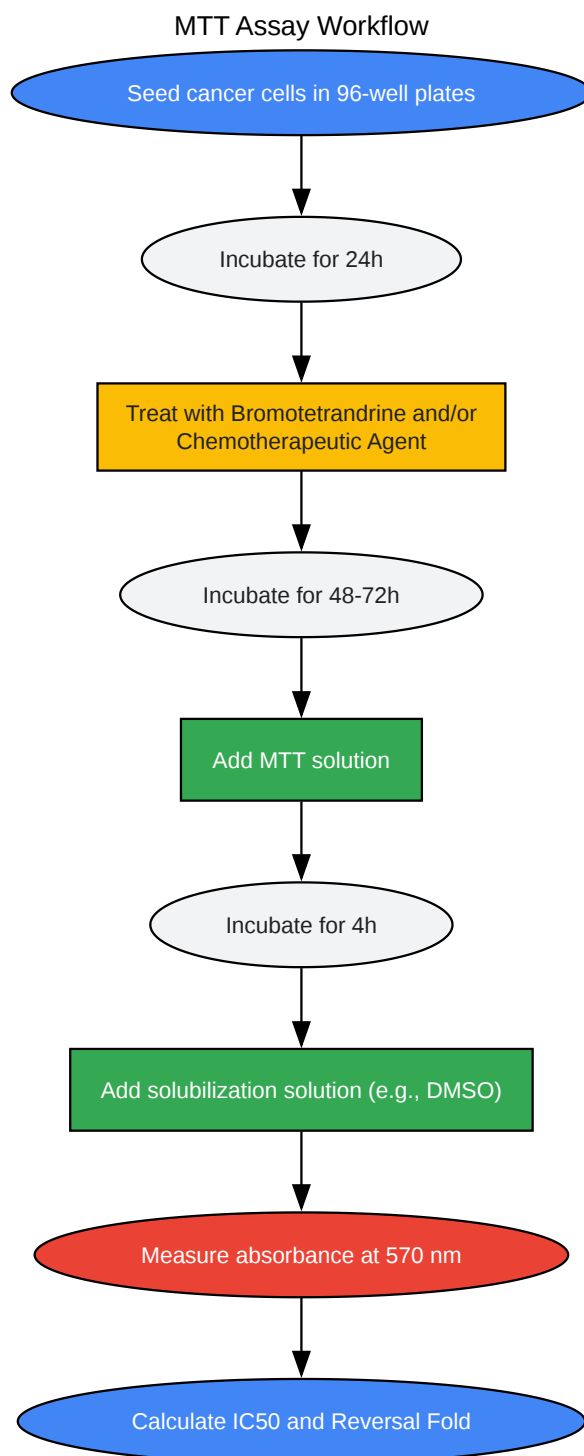 MTT Assay Workflow
Seed cancer cells in 96-well plates
Incubate for 24h
Treat with Bromotetrandrine and/or
Chemotherapeutic Agent
Incubate for 48-72h
Add MTT solution
Incubate for 4h
Add solubilization solution (e.g., DMSO)
Measure absorbance at 570 nm
Calculate IC50 and Reversal Fold